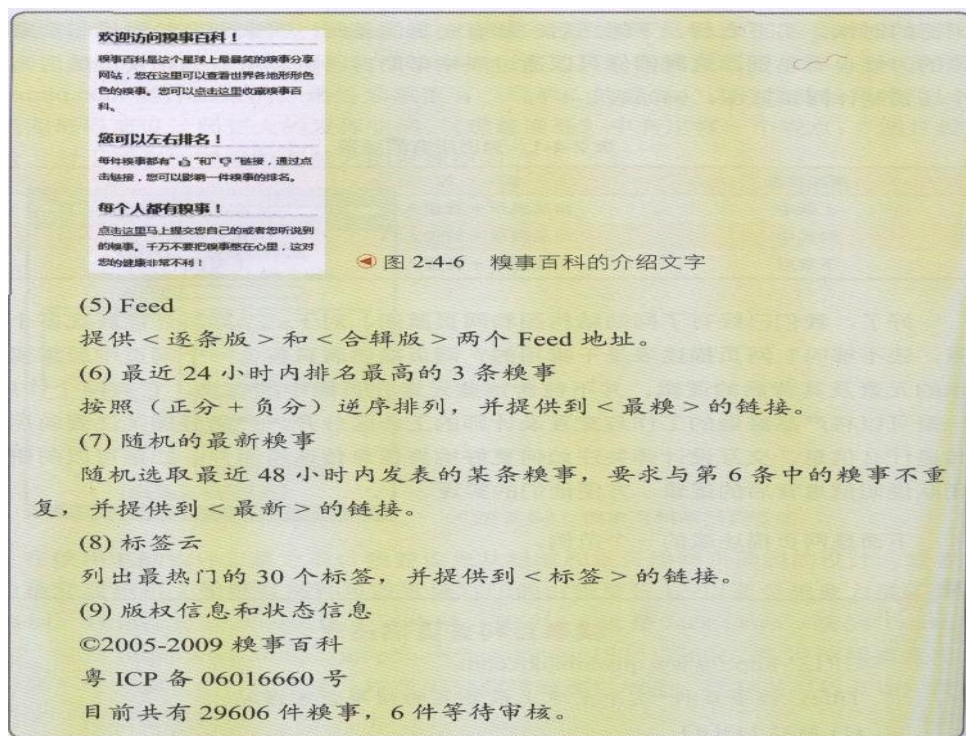 欢迎访问糗事百科！
糗事百科是这个星球上最爆笑的糗事分享
网站，您在这里可以查看世界各地形形色
色的糗事。您可以点击这里收藏糗事百
科。
您可以左右排名！
每件糗事都有“ ”和“ ”链接，通过点
击链接，您可以影响一件糗事的排名。
每个人都有糗事！
点击这里马上提交您自己的或者您听说到
的糗事。千万不要把糗事憋在心里，这对
您的健康非常不利！
图 2-4-6 糗事百科的介绍文字
(5) Feed
提供 < 逐条版 > 和 < 合辑版 > 两个 Feed 地址。
(6) 最近 24 小时内排名最高的 3 条糗事
按照（正分 + 负分）逆序排列，并提供到 < 最糗 > 的链接。
(7) 随机的最新糗事
随机选取最近 48 小时内发表的某条糗事，要求与第 6 条中的糗事不重
复，并提供到 < 最新 > 的链接。
(8) 标签云
列出最热门的 30 个标签，并提供到 < 标签 > 的链接。
(9) 版权信息和状态信息
©2005-2009 糗事百科
粤 ICP 备 06016660 号
目前共有 29606 件糗事，6 件等待审核。